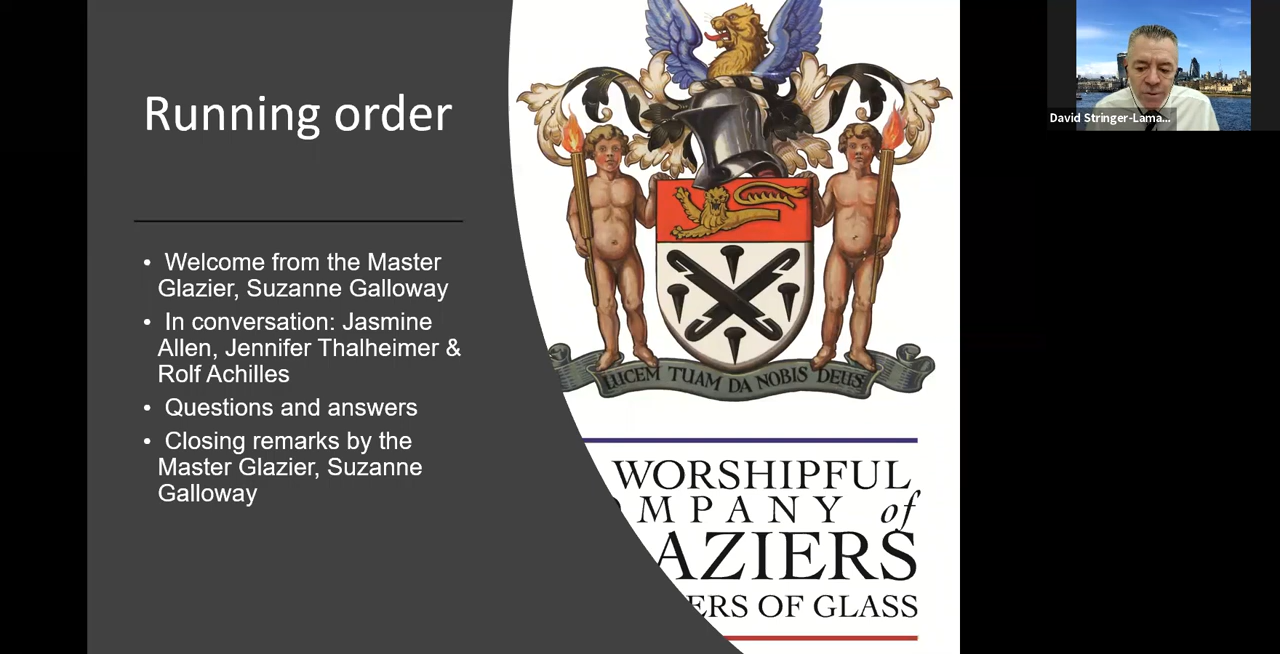 Running order
• Welcome from the Master
Glazier, Suzanne Galloway
• In conversation: Jasmine
Allen, Jennifer Thalheimer &
Rolf Achilles
• Questions and answers
• Closing remarks by the
Master Glazier, Suzanne
Galloway
LUCEM TUAM DA NOBIS DEUS
WORSHIPFUL
OMPANY of
AZIERS
ERS OF GLASS
David Stringer-Lama...